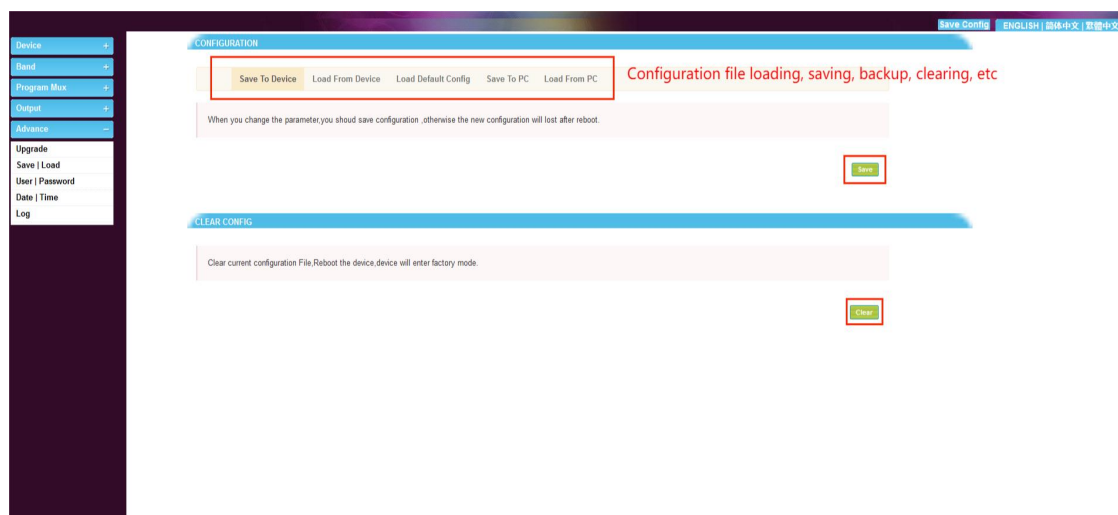 Save Config ENGLISH | 简体中文 | 繁體中文
Device +
Band +
Program Mux +
Output +
Advance −
Upgrade
Save | Load
User | Password
Date | Time
Log
CONFIGURATION
Save To Device Load From Device Load Default Config Save To PC Load From PC
Configuration file loading, saving, backup, clearing, etc
When you change the parameter,you shoud save configuration ,otherwise the new configuration will lost after reboot.
Save
CLEAR CONFIG
Clear current configuration File,Reboot the device,device will enter factory mode.
Clear